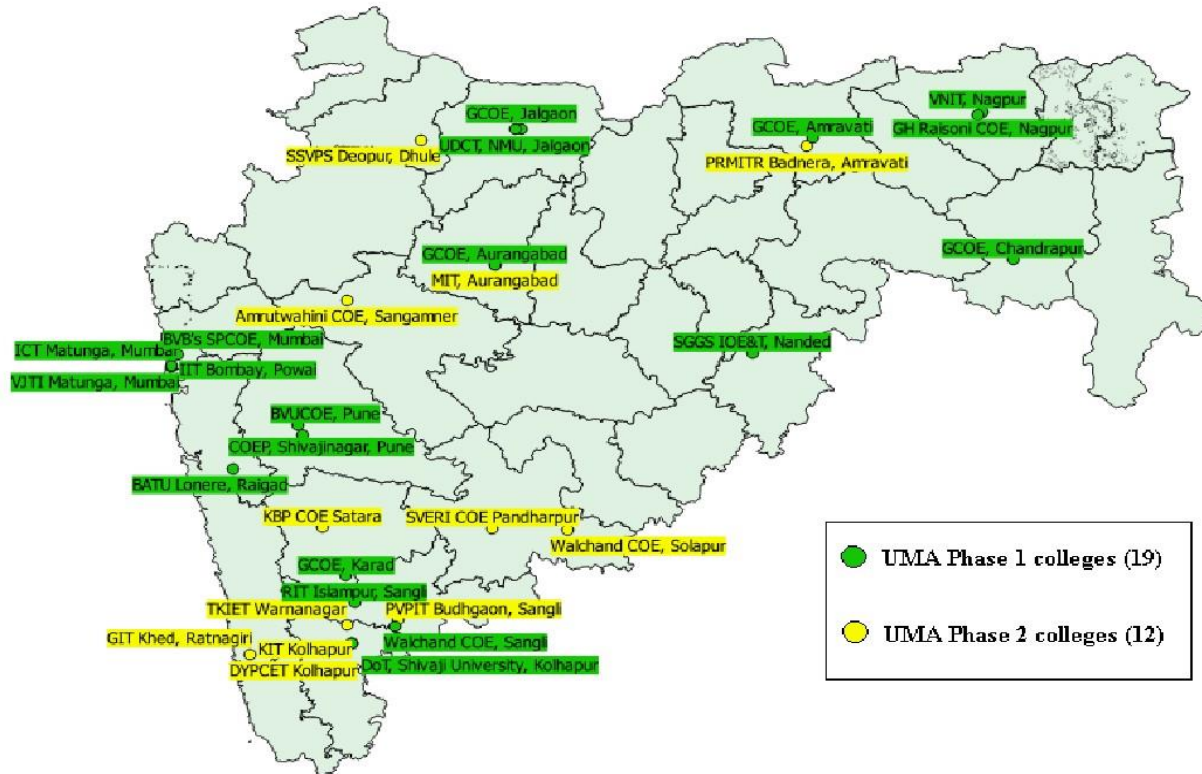 VNIT, Nagpur
GCOE, Jalgaon
GCOE, Amravati
GH Raisoni COE, Nagpur
UDCT, NMU, Jalgaon
SSVPS Deopur, Dhule
PRMITR Badnera, Amravati
GCOE, Aurangabad
GCOE, Chandrapur
MIT, Aurangabad
Amrutwahini COE, Sangamner
BVB's SPCOE, Mumbai
SGGS IOE&T, Nanded
ICT Matunga, Mumbai
IIT Bombay, Powai
VJTI Matunga, Mumbai
BVUCOE, Pune
COEP, Shivajinagar, Pune
BATU Lonere, Raigad
KBP COE Satara
SVERI COE Pandharpur
Walchand COE, Solapur
GCOE, Karad
RIT Islampur, Sangli
TKIET Warnanagar
PVPIT Budhgaon, Sangli
GIT Khed, Ratnagiri
KIT Kolhapur
Walchand COE, Sangli
DYPCET Kolhapur
DoT, Shivaji University, Kolhapur
UMA Phase 1 colleges (19)
UMA Phase 2 colleges (12)